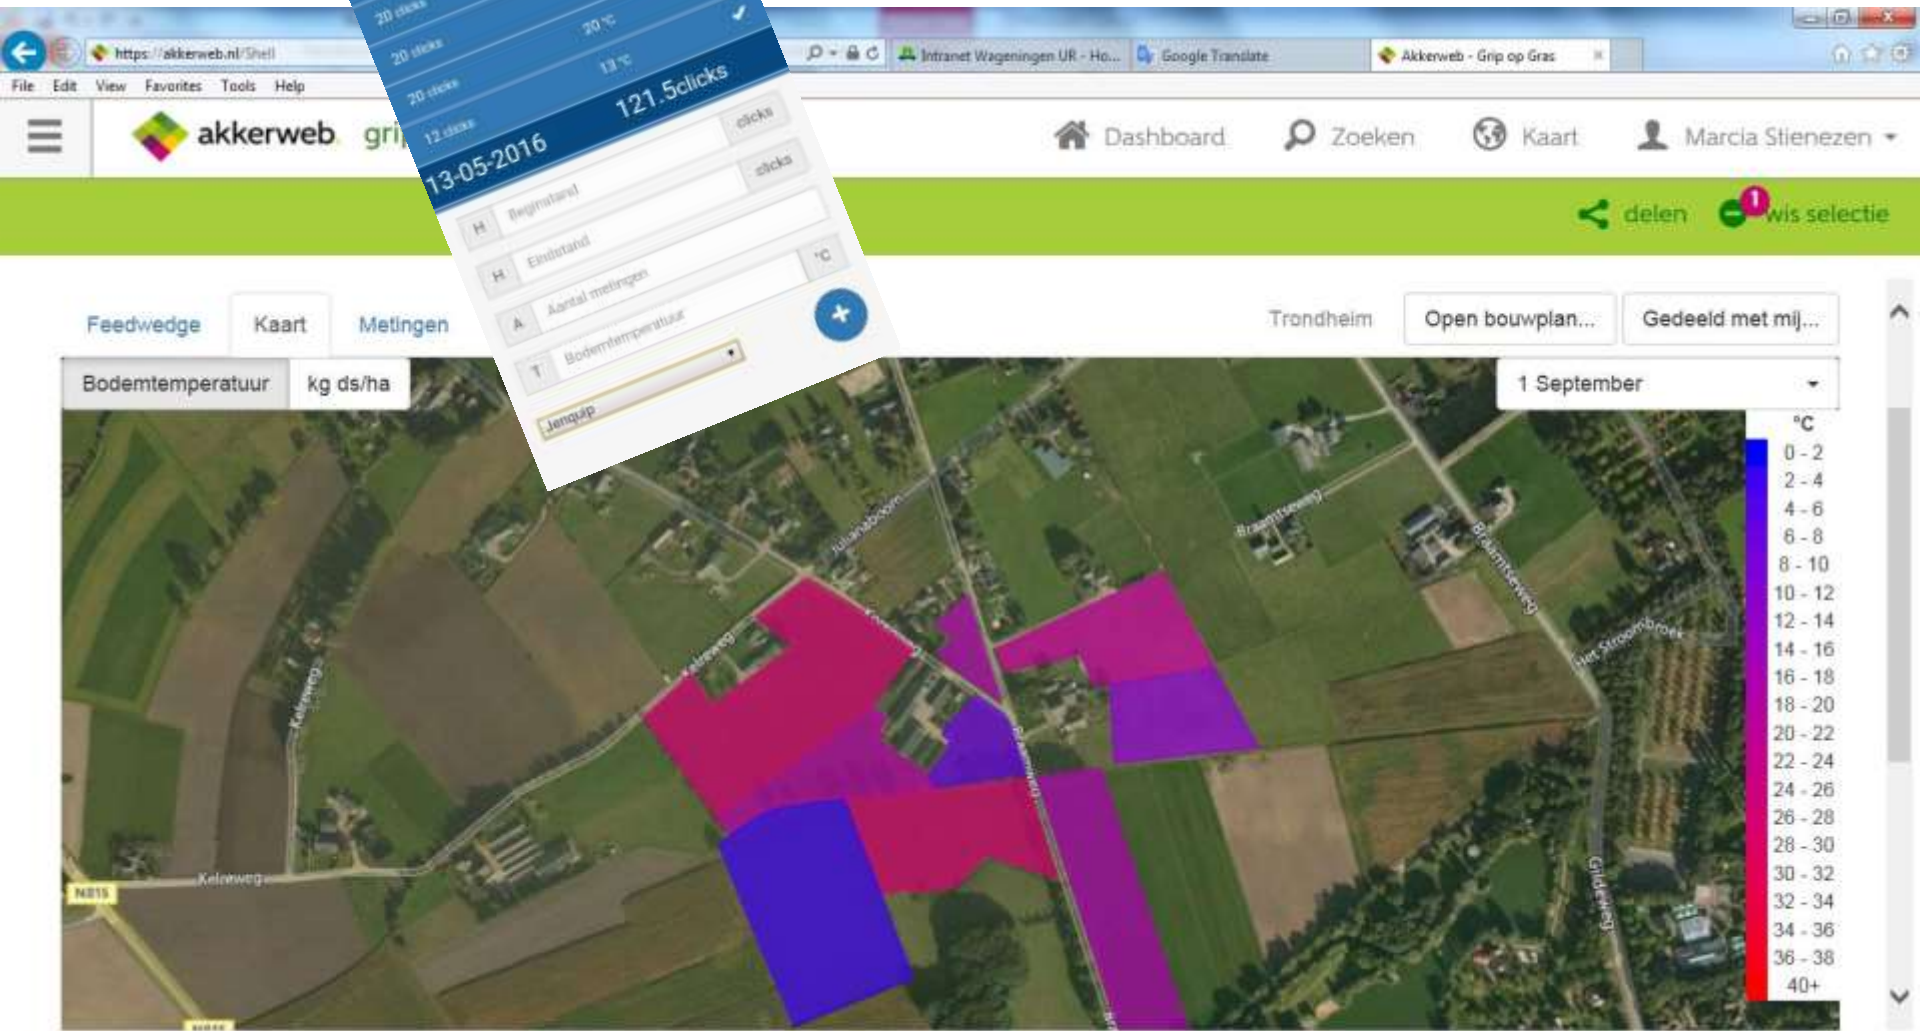 20 clicks
20 clicks
20 °C
20 clicks
13 °C
12 clicks
13-05-2016
121.5clicks
H Beginstand clicks
H Eindstand clicks
A Aantal metingen
T Bodemtemperatuur °C
Jenquip
https://akkerweb.nl/Shell
Intranet Wageningen UR - Ho...
Google Translate
Akkerweb - Grip op Gras
File Edit View Favorites Tools Help
akkerweb
Dashboard
Zoeken
Kaart
Marcia Stienezen
delen
1
wis selectie
Feedwedge
Kaart
Metingen
Trondheim
Open bouwplan...
Gedeeld met mij...
Bodemtemperatuur
kg ds/ha
1 September
°C
0 - 2
2 - 4
4 - 6
6 - 8
8 - 10
10 - 12
12 - 14
14 - 16
16 - 18
18 - 20
20 - 22
22 - 24
24 - 26
26 - 28
28 - 30
30 - 32
32 - 34
34 - 36
36 - 38
40+
Julianaboom
Braamtseweg
Braamtseweg
Het Stroombroek
Kelreweg
Kelreweg
Kelreweg
Gildeweg
N815